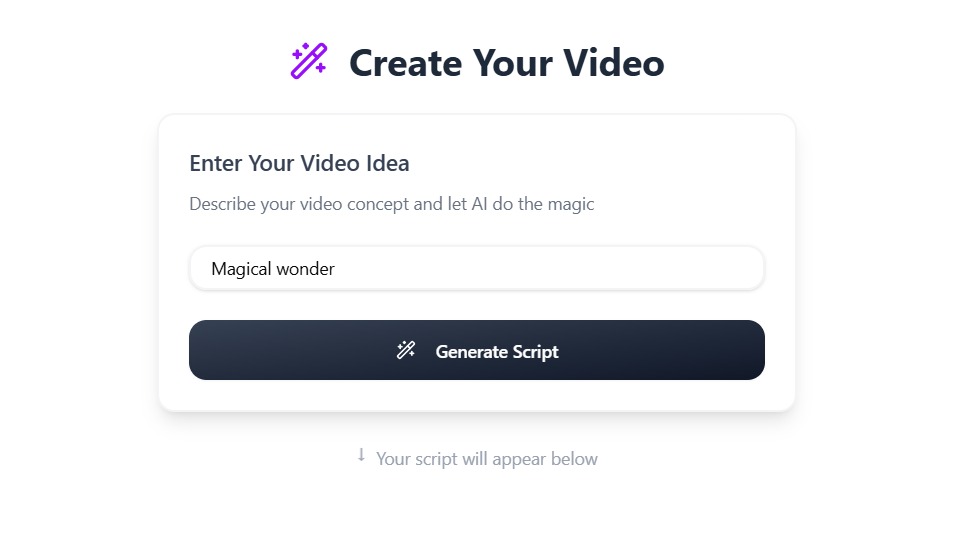 Create Your Video
Enter Your Video Idea
Describe your video concept and let AI do the magic
Magical wonder
Generate Script
↓ Your script will appear below